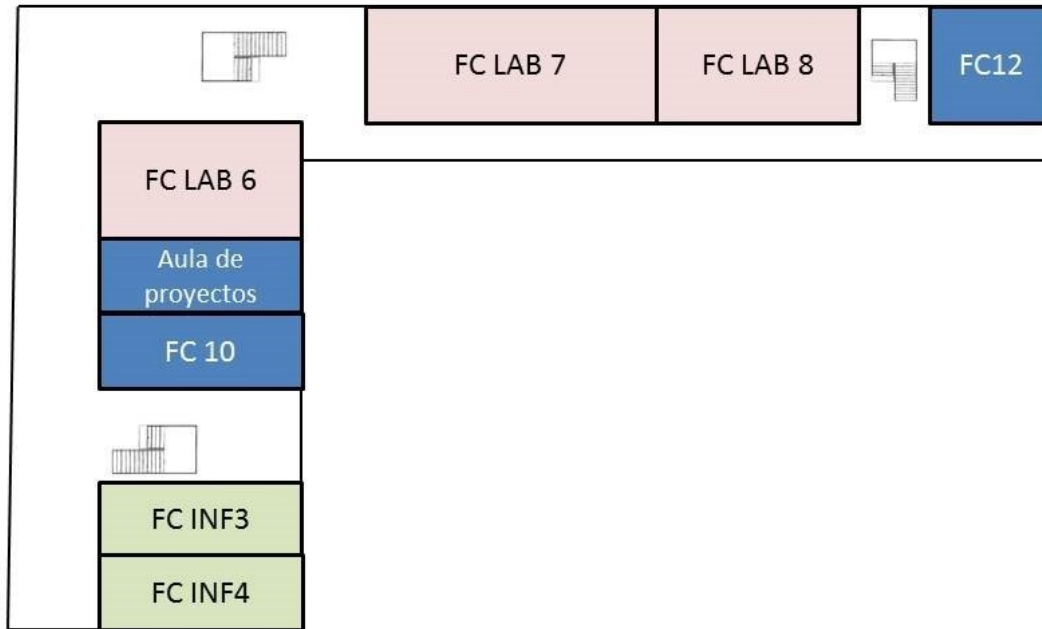 FC LAB 7
FC LAB 8
FC12
FC LAB 6
Aula de
proyectos
FC 10
FC INF3
FC INF4